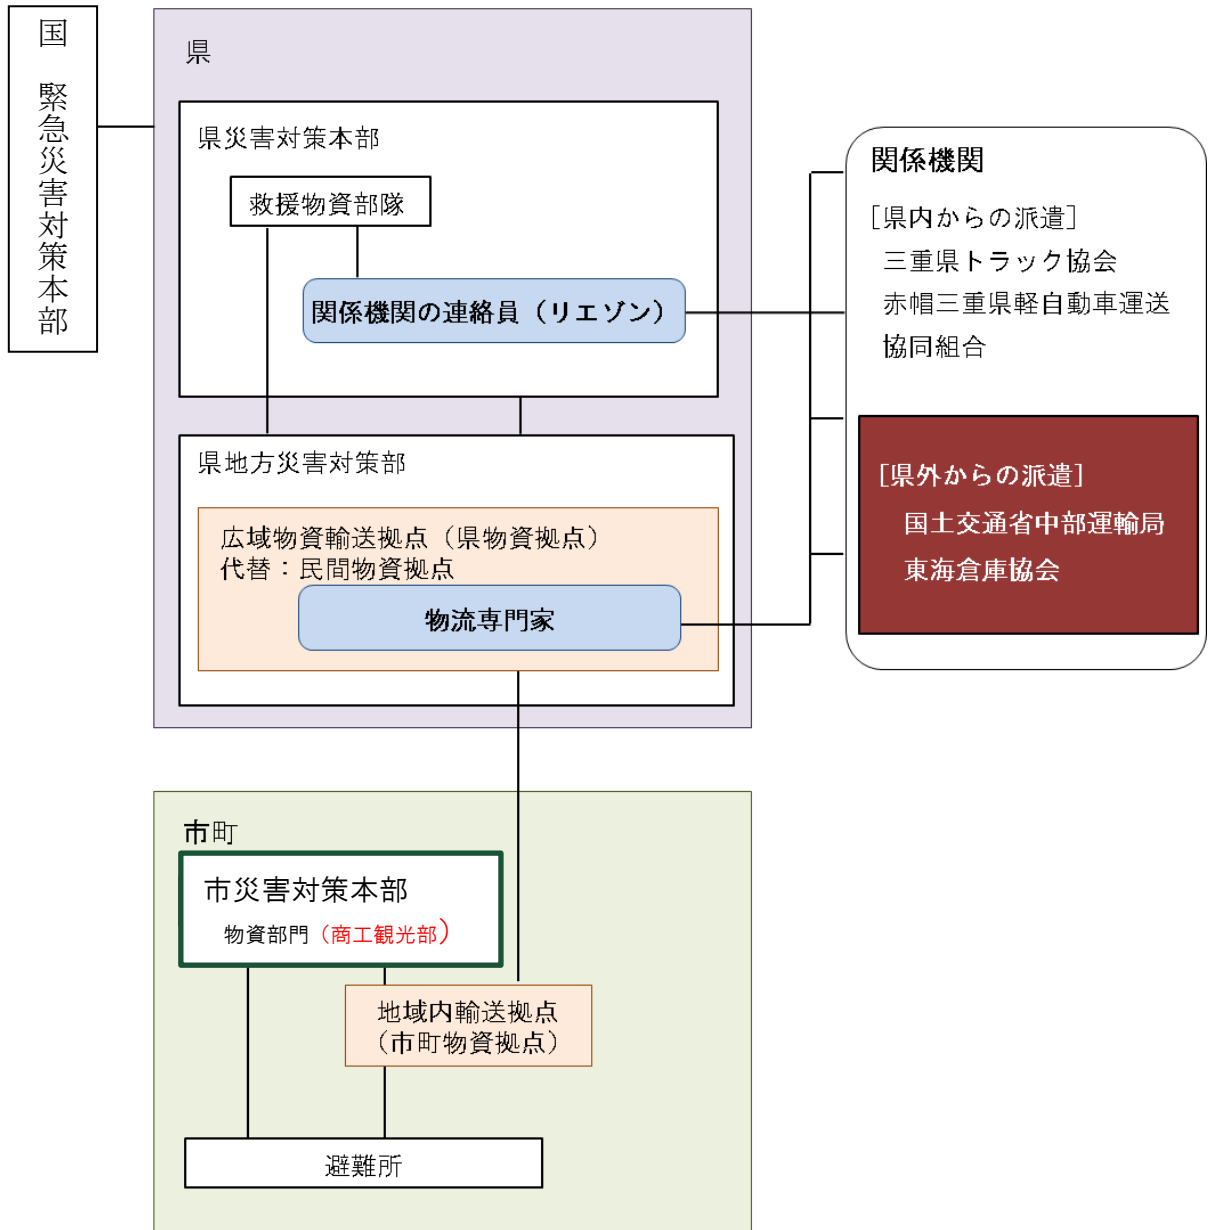 国　緊急災害対策本部
県
県災害対策本部
救援物資部隊
関係機関の連絡員（リエゾン）
県地方災害対策部
広域物資輸送拠点（県物資拠点）
代替：民間物資拠点
物流専門家
関係機関
[県内からの派遣]
三重県トラック協会
赤帽三重県軽自動車運送
協同組合
[県外からの派遣]
国土交通省中部運輸局
東海倉庫協会
市町
市災害対策本部
物資部門（商工観光部）
地域内輸送拠点
（市町物資拠点）
避難所